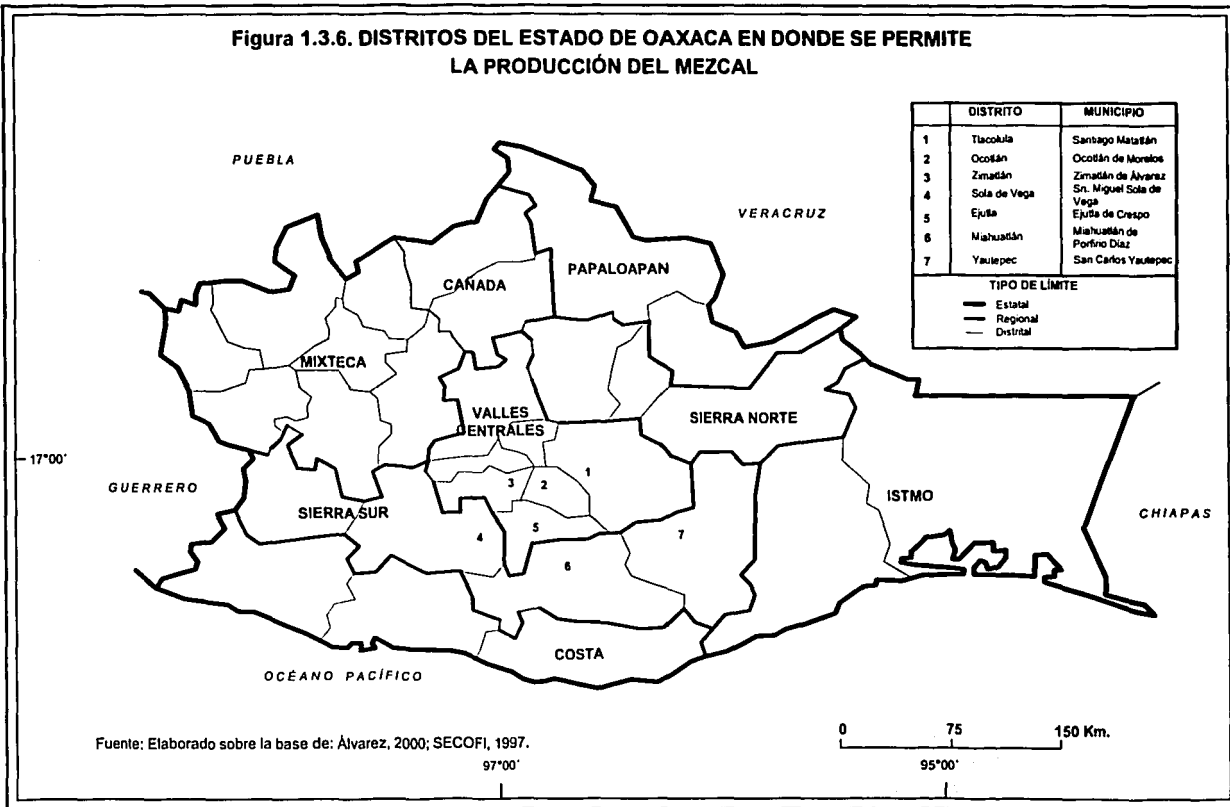 Figura 1.3.6. DISTRITOS DEL ESTADO DE OAXACA EN DONDE SE PERMITE
LA PRODUCCIÓN DEL MEZCAL
DISTRITO MUNICIPIO
1 Tlacolula Santiago Matatlán
2 Ocotlán Ocotlán de Morelos
3 Zimatlán Zimatlán de Álvarez
4 Sola de Vega Sn. Miguel Sola de
Vega
5 Ejutla Ejutla de Crespo
6 Miahuatlán Miahuatlán de
Porfirio Díaz
7 Yautepec San Carlos Yautepec
TIPO DE LÍMITE
Estatal
Regional
Distrital
PUEBLA
VERACRUZ
PAPALOAPAN
CAÑADA
MIXTECA
VALLES
CENTRALES
SIERRA NORTE
17°00'
1
3 2
GUERRERO
ISTMO
SIERRA SUR
CHIAPAS
5
4 7
6
COSTA
OCÉANO PACÍFICO
0 75 150 Km.
Fuente: Elaborado sobre la base de: Álvarez, 2000; SECOFI, 1997.
97°00' 95°00'